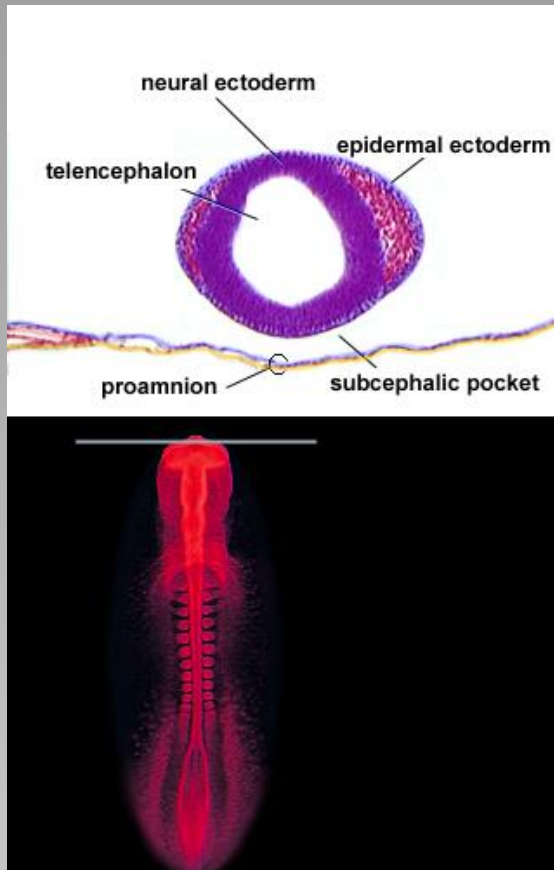 neural ectoderm
epidermal ectoderm
telencephalon
proamnion
subcephalic pocket